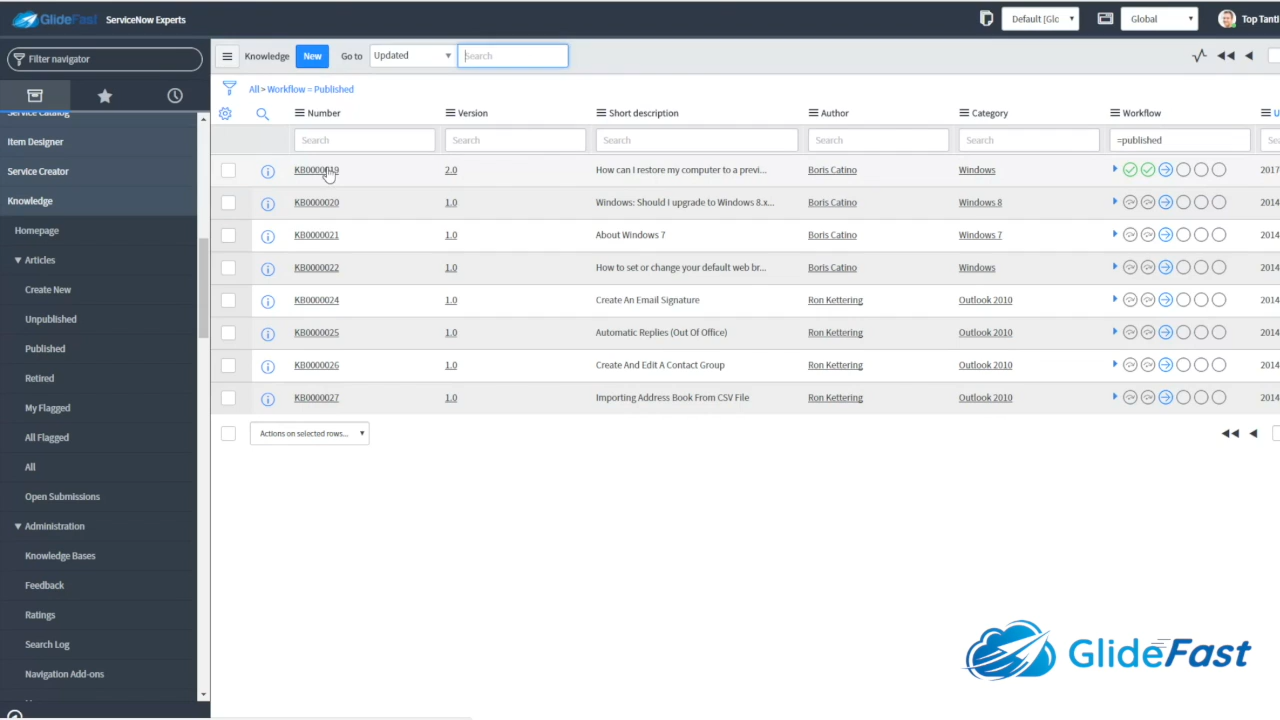 GlideFast ServiceNow Experts
Default [Glo
Global
Top Tanti
Filter navigator
Knowledge New Go to Updated Search
All > Workflow = Published
Number Version Short description Author Category Workflow U
Search Search Search Search Search =published Sea
KB0000019 2.0 How can I restore my computer to a previ... Boris Catino Windows 2017
KB0000020 1.0 Windows: Should I upgrade to Windows 8.x... Boris Catino Windows 8 2014
KB0000021 1.0 About Windows 7 Boris Catino Windows 7 2014
KB0000022 1.0 How to set or change your default web br... Boris Catino Windows 2014
KB0000024 1.0 Create An Email Signature Ron Kettering Outlook 2010 2014
KB0000025 1.0 Automatic Replies (Out Of Office) Ron Kettering Outlook 2010 2014
KB0000026 1.0 Create And Edit A Contact Group Ron Kettering Outlook 2010 2014
KB0000027 1.0 Importing Address Book From CSV File Ron Kettering Outlook 2010 2014
Actions on selected rows...
Service Catalog
Item Designer
Service Creator
Knowledge
Homepage
Articles
Create New
Unpublished
Published
Retired
My Flagged
All Flagged
All
Open Submissions
Administration
Knowledge Bases
Feedback
Ratings
Search Log
Navigation Add-ons
GlideFast